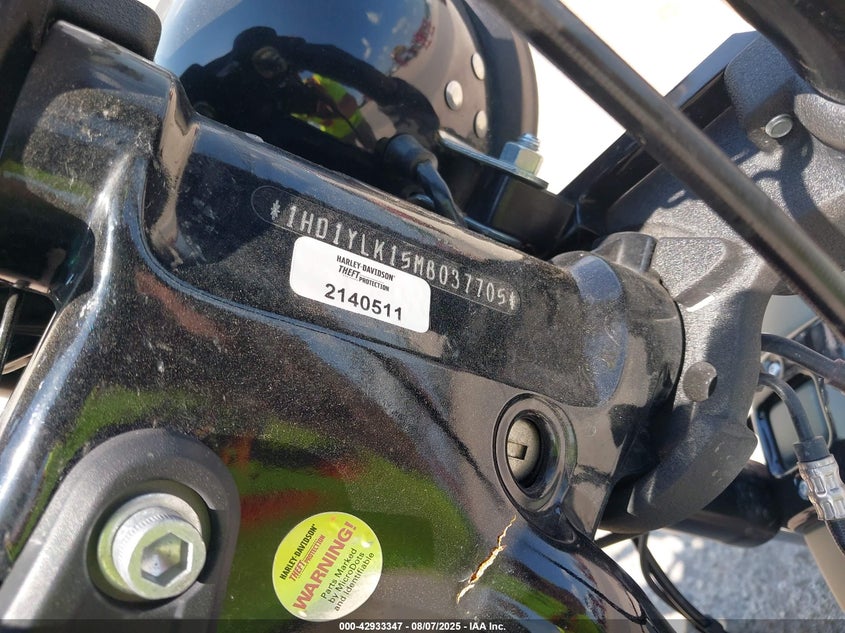 *1HD1YLK15MB037705*
HARLEY-DAVIDSON®
THEFT PROTECTION
2140511
HARLEY-DAVIDSON®
THEFT PROTECTION
WARNING!
Parts Marked
by MicroDots
and identifiable
000-42933347 - 08/07/2025 - IAA Inc.